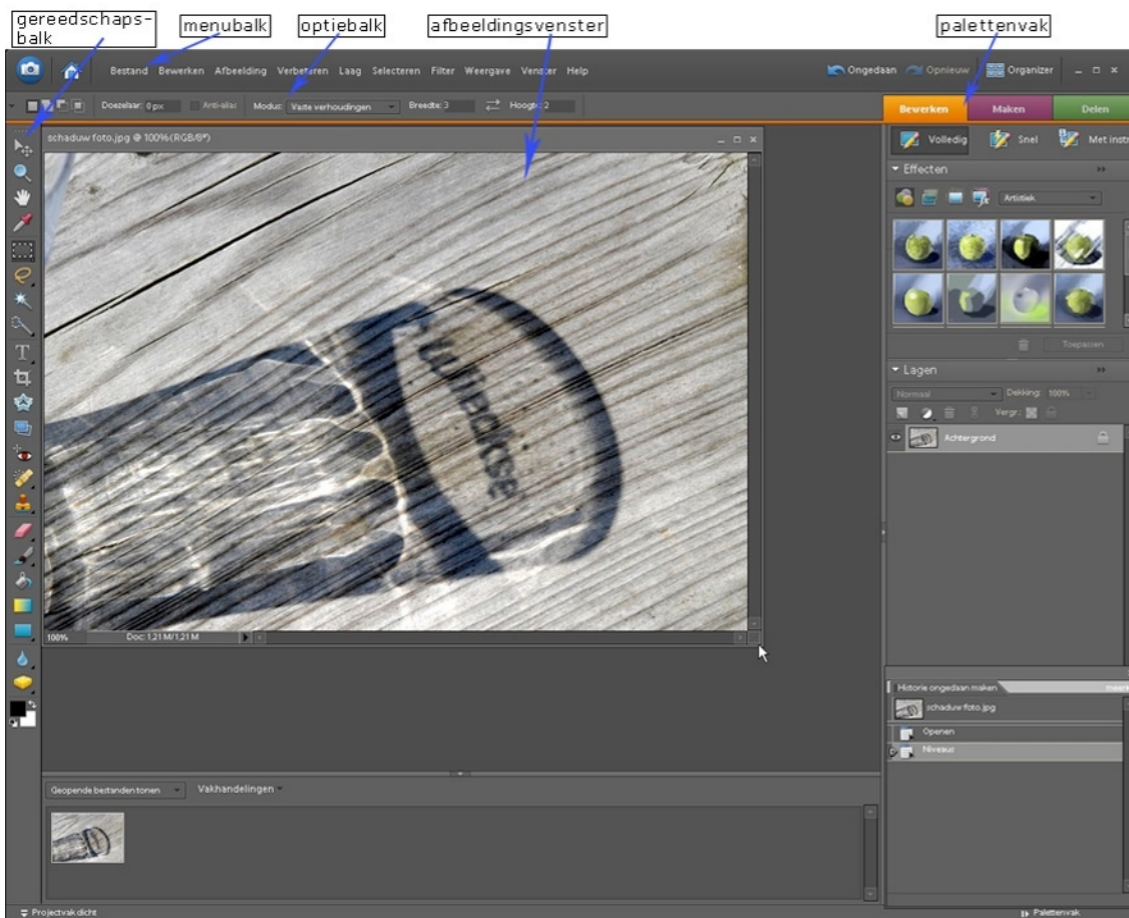 gereedschaps-
balk
menubalk
optiebalk
afbeeldingsvenster
palettenvak
Bestand Bewerken Afbeelding Verbeteren Laag Selecteren Filter Weergave Venster Help
Ongedaan Opnieuw Organizer
Doezelaar: 0 px Anti-alias Modus: Vaste verhoudingen Breedte: 3 Hoogte: 2
Bewerken Maken Delen
schaduw foto.jpg @ 100% (RGB/8*)
Volledig Snel Met instr
Effecten
Artistiek
Toepassen
Lagen
Normaal Dekking: 100%
Vergr.:
Achtergrond
100% Doc: 1,21 M/1,21 M
Historie ongedaan maken
schaduw foto.jpg
Openen
Niveaus
Geopende bestanden tonen Vakhandelingen
Projectvak dicht
Palettenvak